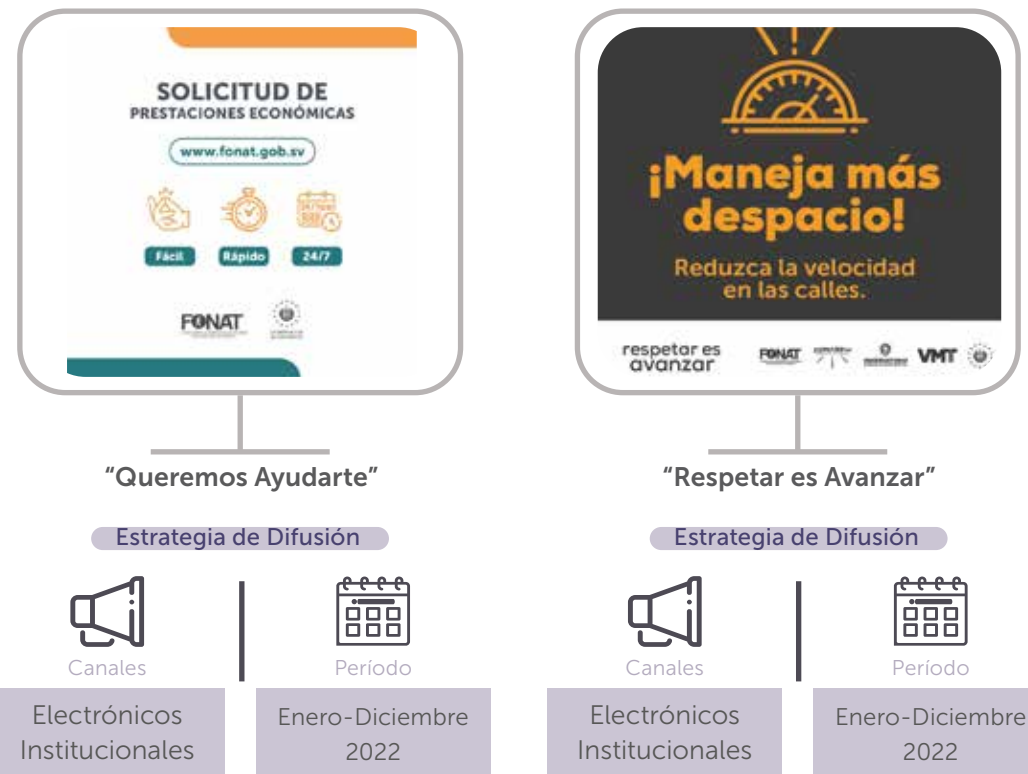 SOLICITUD DE
PRESTACIONES ECONÓMICAS
www.fonat.gob.sv
Fácil
Rápido
24/7
FONAT
"Queremos Ayudarte"
Estrategia de Difusión
Canales
Período
Electrónicos
Institucionales
Enero-Diciembre
2022
¡Maneja más
despacio!
Reduzca la velocidad
en las calles.
respetar es
avanzar
FONAT
VMT
"Respetar es Avanzar"
Estrategia de Difusión
Canales
Período
Electrónicos
Institucionales
Enero-Diciembre
2022